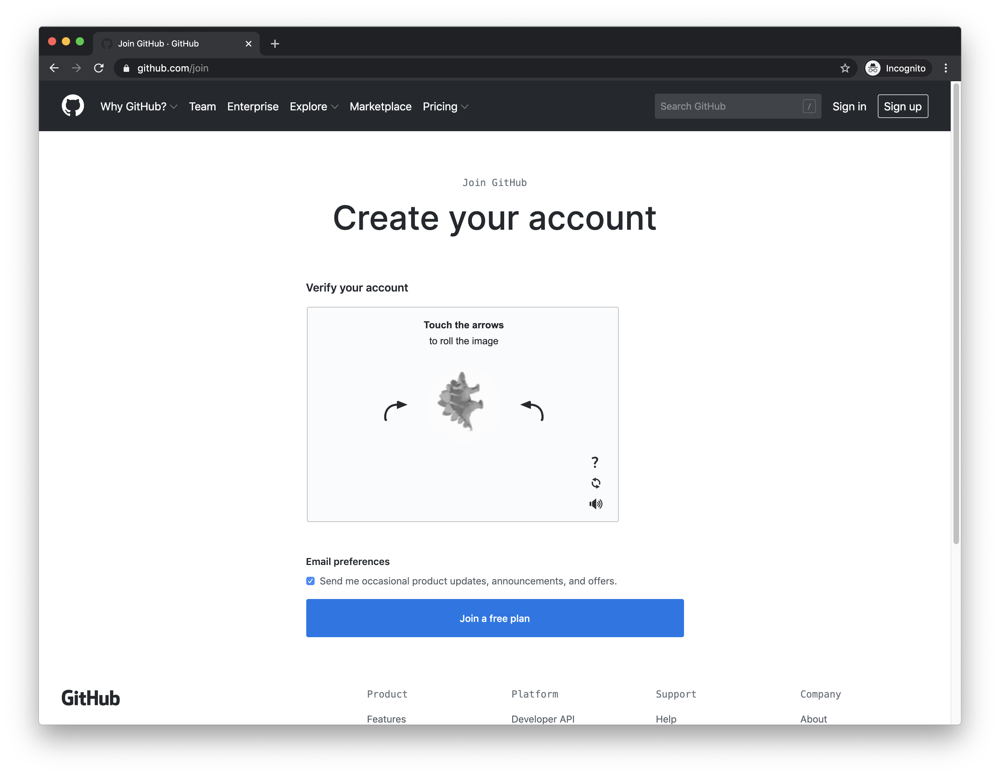 Join GitHub · GitHub
github.com/join
Incognito
Why GitHub? Team Enterprise Explore Marketplace Pricing
Search GitHub /
Sign in
Sign up
Join GitHub
Create your account
Verify your account
Touch the arrows
to roll the image
?
Email preferences
Send me occasional product updates, announcements, and offers.
Join a free plan
GitHub
Product Platform Support Company
Features Developer API Help About